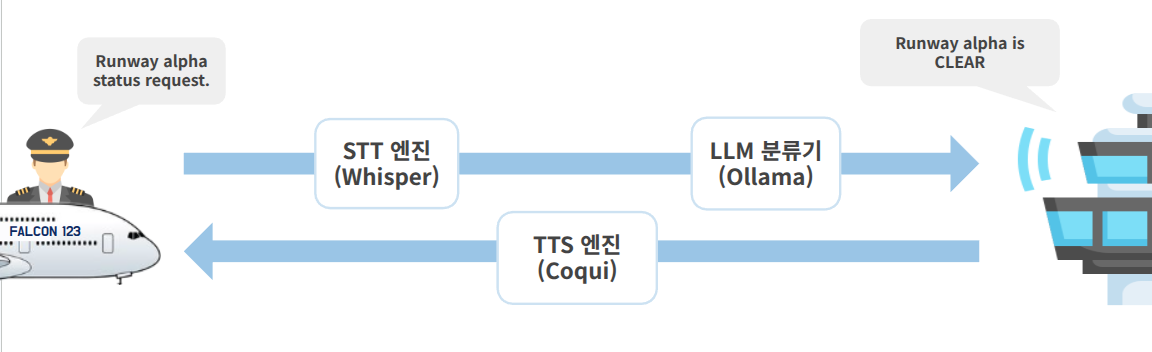 Runway alpha
status request.
Runway alpha is
CLEAR
STT 엔진
(Whisper)
LLM 분류기
(Ollama)
FALCON 123
TTS 엔진
(Coqui)